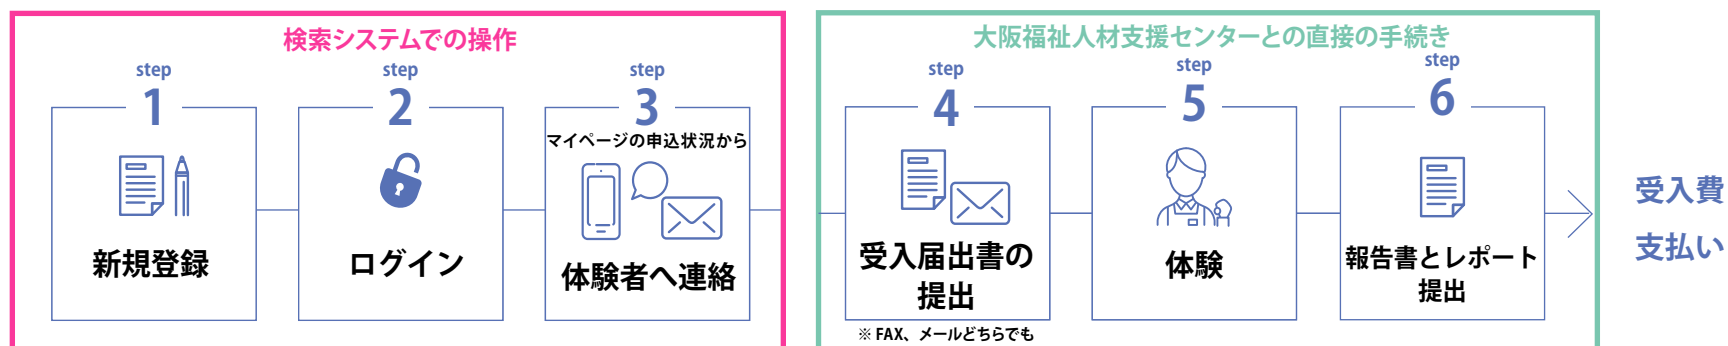 検索システムでの操作
step
1
新規登録
step
2
ログイン
step
3
マイページの申込状況から
体験者へ連絡
大阪福祉人材支援センターとの直接の手続き
step
4
受入届出書の
提出
※ FAX、メールどちらでも
step
5
体験
step
6
報告書とレポート
提出
受入費
支払い